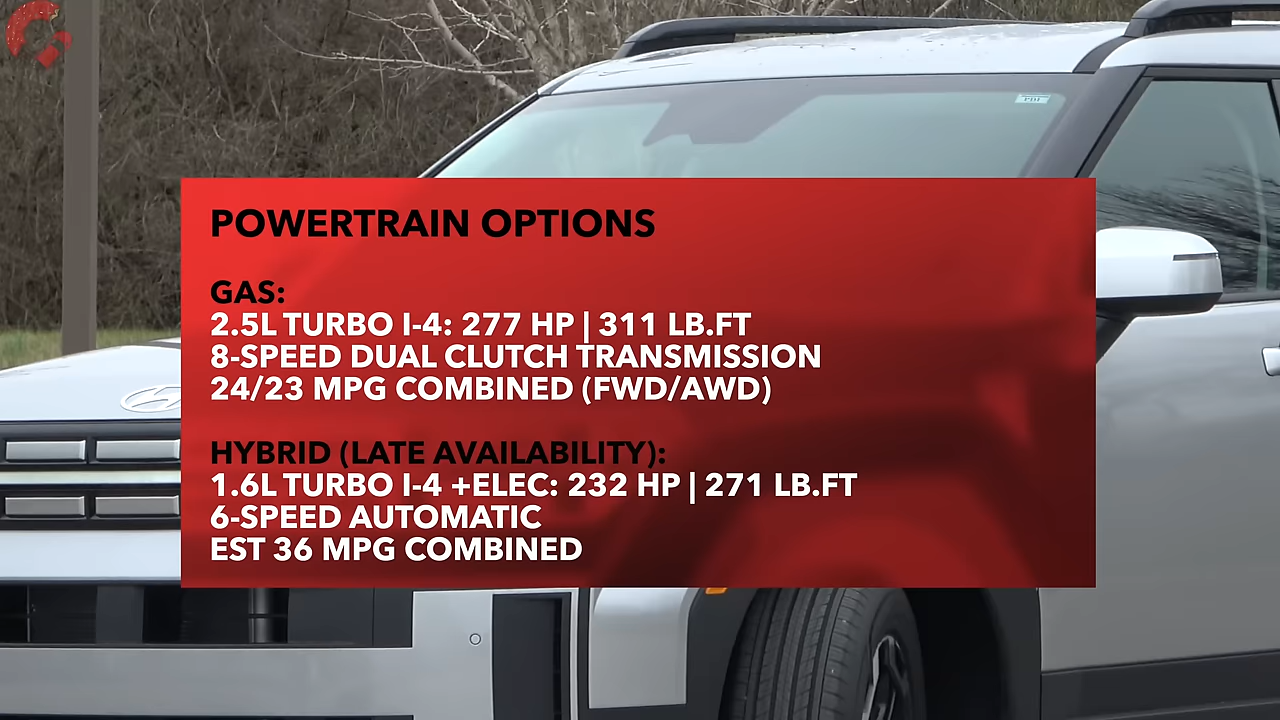 POWERTRAIN OPTIONS
GAS:
2.5L TURBO I-4: 277 HP | 311 LB.FT
8-SPEED DUAL CLUTCH TRANSMISSION
24/23 MPG COMBINED (FWD/AWD)
HYBRID (LATE AVAILABILITY):
1.6L TURBO I-4 +ELEC: 232 HP | 271 LB.FT
6-SPEED AUTOMATIC
EST 36 MPG COMBINED